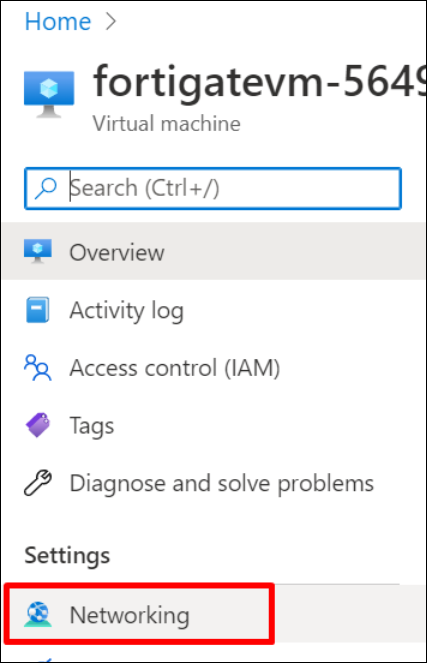 Home >
fortigatevm-5649
Virtual machine
Search (Ctrl+/)
Overview
Activity log
Access control (IAM)
Tags
Diagnose and solve problems
Settings
Networking